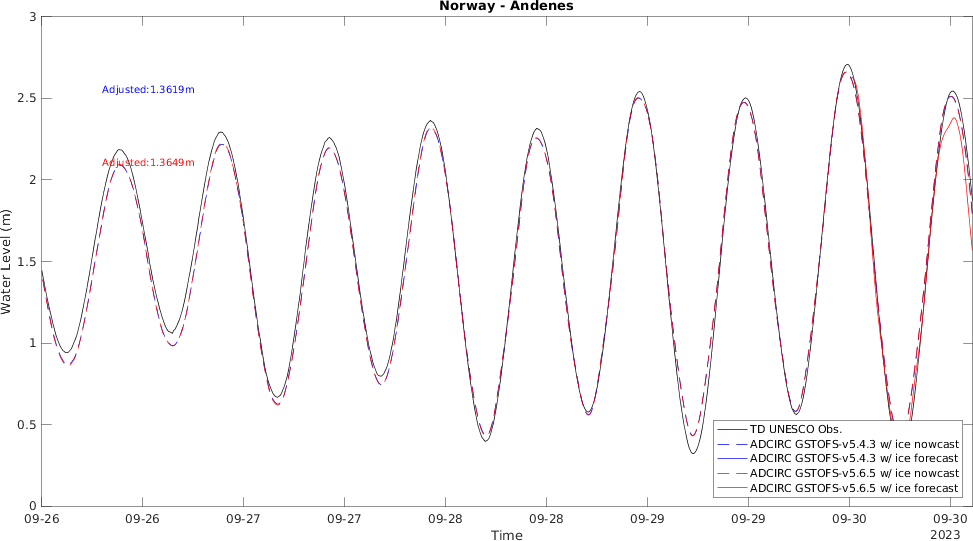 Norway - Andenes
3
2.5
2
1.5
1
0.5
0
Water Level (m)
Adjusted:1.3619m
Adjusted:1.3649m
TD UNESCO Obs.
ADCIRC GSTOFS-v5.4.3 w/ ice nowcast
ADCIRC GSTOFS-v5.4.3 w/ ice forecast
ADCIRC GSTOFS-v5.6.5 w/ ice nowcast
ADCIRC GSTOFS-v5.6.5 w/ ice forecast
09-26 09-26 09-27 09-27 09-28 09-28 09-29 09-29 09-30 09-30
2023
Time